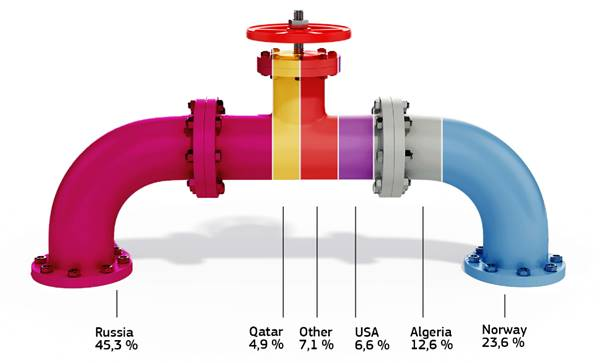 Russia
45,3 %
Qatar
4,9 %
Other
7,1 %
USA
6,6 %
Algeria
12,6 %
Norway
23,6 %